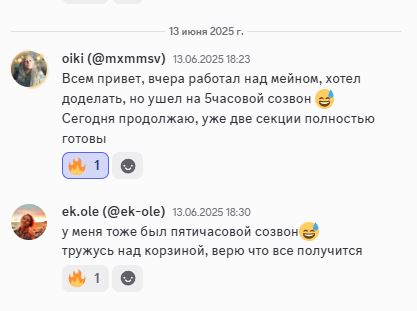 13 июня 2025 г.
oiki (@mxmmsv) 13.06.2025 18:23
Всем привет, вчера работал над мейном, хотел
доделать, но ушел на 5часовой созвон 😅
Сегодня продолжаю, уже две секции полностью
готовы
🔥 1
ek.ole (@ek-ole) 13.06.2025 18:30
у меня тоже был пятичасовой созвон😅
тружусь над корзиной, верю что все получится
🔥 1